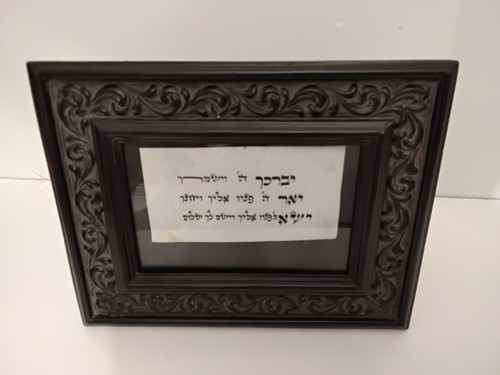 יברכך ה' וישמרך
יאר ה' פניו אליך ויחנך
ישא ה' פניו אליך וישם לך שלום